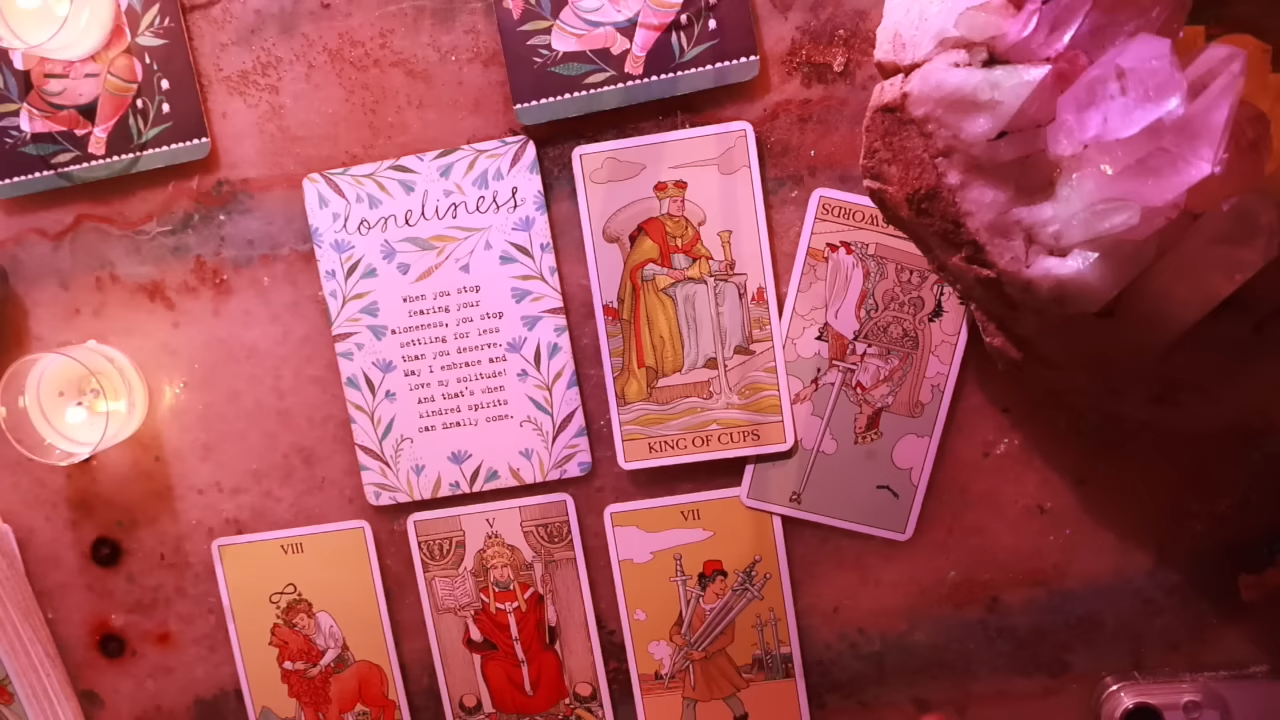 loneliness
When you stop
fearing your
aloneness, you stop
settling for less
than you deserve.
May I embrace and
love my solitude!
And that's when
kindred spirits
can finally come.
KING OF CUPS
SWORDS
VIII
V
VII